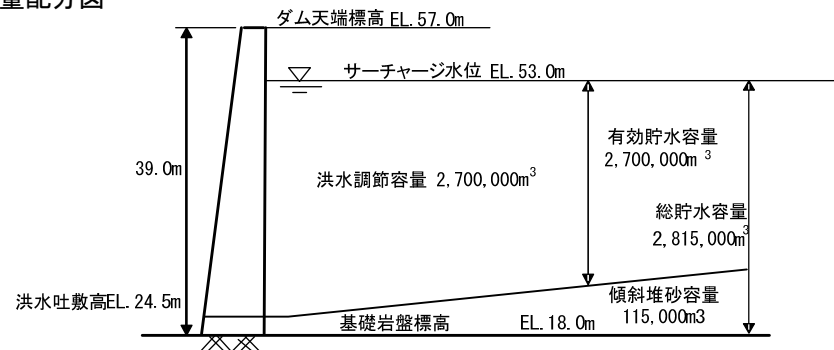 量配分図
ダム天端標高 EL.57.0m
サーチャージ水位 EL.53.0m
有効貯水容量
2,700,000m3
39.0m
洪水調節容量 2,700,000m3
総貯水容量
2,815,000m3
洪水吐敷高EL.24.5m
傾斜堆砂容量
115,000m3
基礎岩盤標高 EL.18.0m